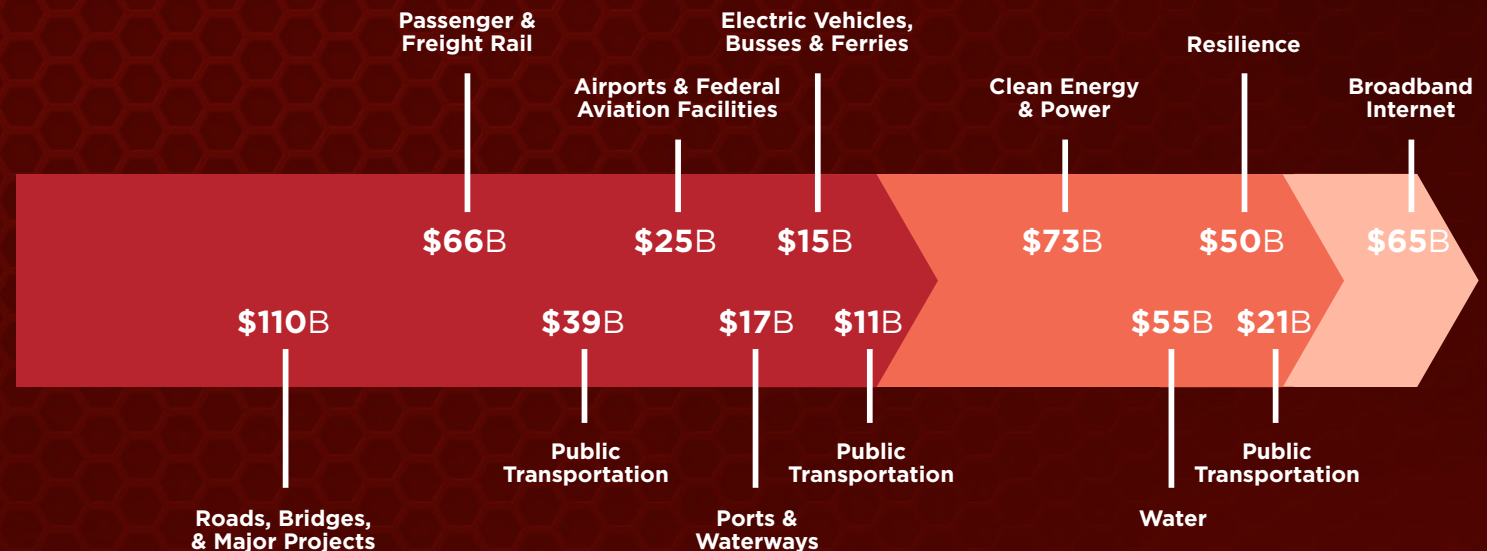 Passenger &
Freight Rail
Electric Vehicles,
Busses & Ferries
Resilience
Airports & Federal
Aviation Facilities
Clean Energy
& Power
Broadband
Internet
$66B
$25B
$15B
$73B
$50B
$65B
$110B
$39B
$17B
$11B
$55B
$21B
Public
Transportation
Public
Transportation
Public
Transportation
Roads, Bridges,
& Major Projects
Ports &
Waterways
Water